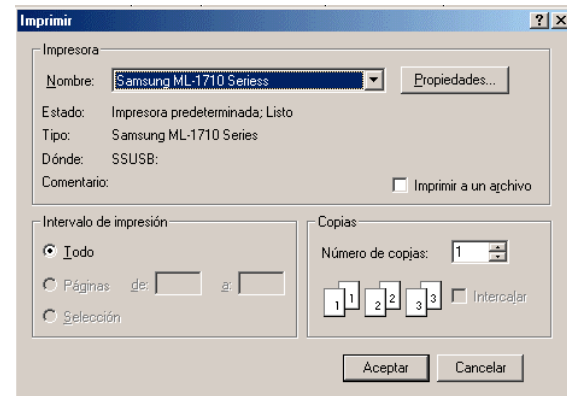 Imprimir
Impresora
Nombre: Samsung ML-1710 Seriess Propiedades...
Estado: Impresora predeterminada; Listo
Tipo: Samsung ML-1710 Series
Dónde: SSUSB:
Comentario: Imprimir a un archivo
Intervalo de impresión
Todo
Páginas de: a:
Selección
Copias
Número de copias: 1
1 1 2 2 3 3 Intercalar
Aceptar Cancelar